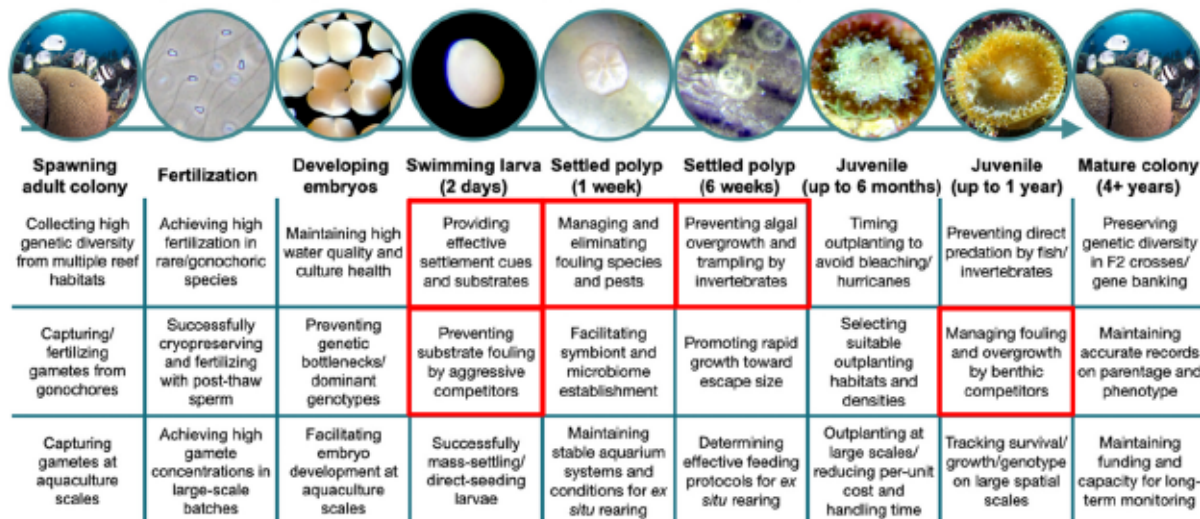 Spawning
adult colony
Fertilization
Developing
embryos
Swimming larva
(2 days)
Settled polyp
(1 week)
Settled polyp
(6 weeks)
Juvenile
(up to 6 months)
Juvenile
(up to 1 year)
Mature colony
(4+ years)
Collecting high
genetic diversity
from multiple reef
habitats
Achieving high
fertilization in
rare/gonochoric
species
Maintaining high
water quality and
culture health
Providing
effective
settlement cues
and substrates
Managing and
eliminating
fouling species
and pests
Preventing algal
overgrowth and
trampling by
invertebrates
Timing
outplanting to
avoid bleaching/
hurricanes
Preventing direct
predation by fish/
invertebrates
Preserving
genetic diversity
in F2 crosses/
gene banking
Capturing/
fertilizing
gametes from
gonochores
Successfully
cryopreserving
and fertilizing
with post-thaw
sperm
Preventing
genetic
bottlenecks/
dominant
genotypes
Preventing
substrate fouling
by aggressive
competitors
Facilitating
symbiont and
microbiome
establishment
Promoting rapid
growth toward
escape size
Selecting
suitable
outplanting
habitats and
densities
Managing fouling
and overgrowth
by benthic
competitors
Maintaining
accurate records
on parentage and
phenotype
Capturing
gametes at
aquaculture
scales
Achieving high
gamete
concentrations in
large-scale
batches
Facilitating
embryo
development at
aquaculture
scales
Successfully
mass-settling/
direct-seeding
larvae
Maintaining
stable aquarium
systems and
conditions for ex
situ rearing
Determining
effective feeding
protocols for ex
situ rearing
Outplanting at
large scales/
reducing per-unit
cost and
handling time
Tracking survival/
growth/genotype
on large spatial
scales
Maintaining
funding and
capacity for long-
term monitoring